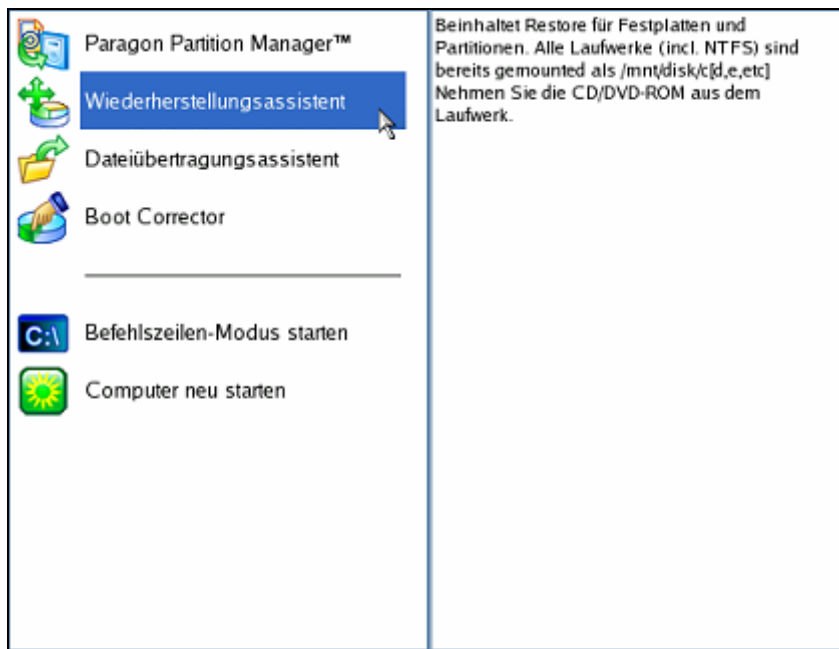 Paragon Partition Manager™
Wiederherstellungsassistent
Dateiübertragungsassistent
Boot Corrector
C:\
Befehlszeilen-Modus starten
Computer neu starten
Beinhaltet Restore für Festplatten und
Partitionen. Alle Laufwerke (incl. NTFS) sind
bereits gemounted als /mnt/disk/c[d,e,etc]
Nehmen Sie die CD/DVD-ROM aus dem
Laufwerk.